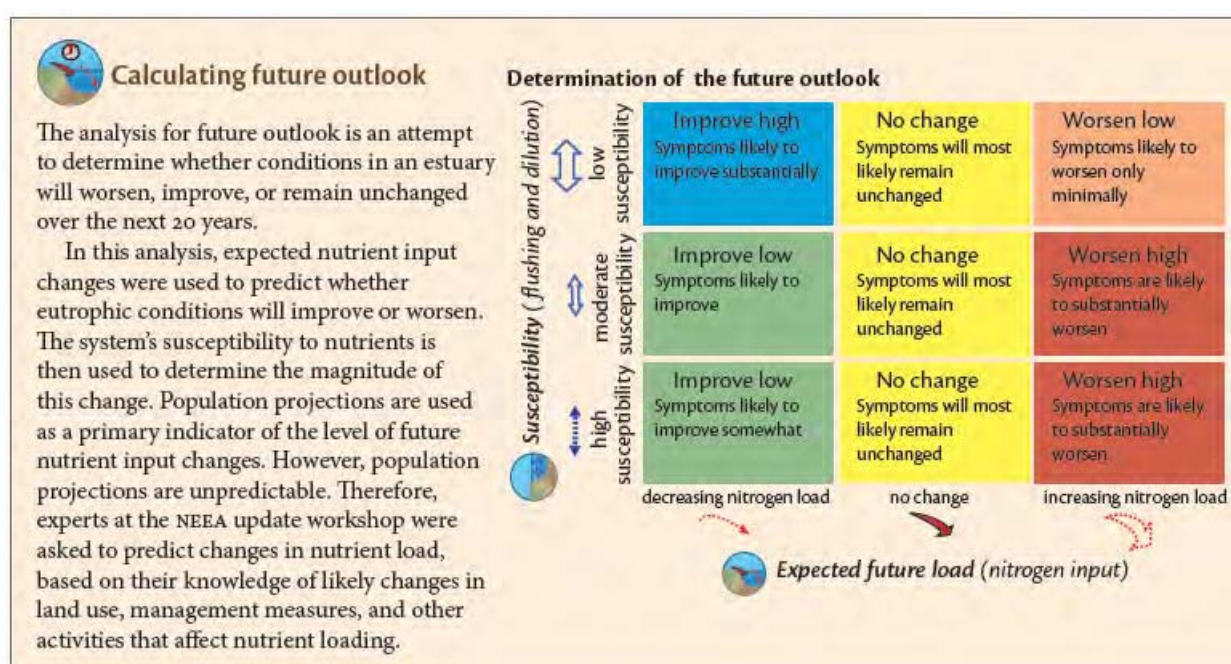 Calculating future outlook
The analysis for future outlook is an attempt
to determine whether conditions in an estuary
will worsen, improve, or remain unchanged
over the next 20 years.
In this analysis, expected nutrient input
changes were used to predict whether
eutrophic conditions will improve or worsen.
The system's susceptibility to nutrients is
then used to determine the magnitude of
this change. Population projections are used
as a primary indicator of the level of future
nutrient input changes. However, population
projections are unpredictable. Therefore,
experts at the NEEA update workshop were
asked to predict changes in nutrient load,
based on their knowledge of likely changes in
land use, management measures, and other
activities that affect nutrient loading.
Determination of the future outlook
Susceptibility (flushing and dilution)
low
susceptibility
Improve high
Symptoms likely to
improve substantially
No change
Symptoms will most
likely remain
unchanged
Worsen low
Symptoms likely to
worsen only
minimally
moderate
susceptibility
Improve low
Symptoms likely to
improve
No change
Symptoms will most
likely remain
unchanged
Worsen high
Symptoms are likely
to substantially
worsen
high
susceptibility
Improve low
Symptoms likely to
improve somewhat
No change
Symptoms will most
likely remain
unchanged
Worsen high
Symptoms are likely
to substantially
worsen
decreasing nitrogen load
no change
increasing nitrogen load
Expected future load (nitrogen input)